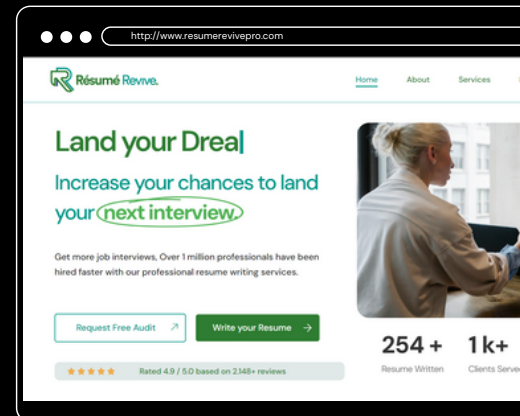 http://www.resumerevivepro.com
Résumé Revive.
Home About Services
Land your Drea
Increase your chances to land
your next interview.
Get more job interviews, Over 1 million professionals have been
hired faster with our professional resume writing services.
Request Free Audit
Write your Resume
254 + 1k+
Resume Written Clients Serve
Rated 4.9 / 5.0 based on 2.148+ reviews